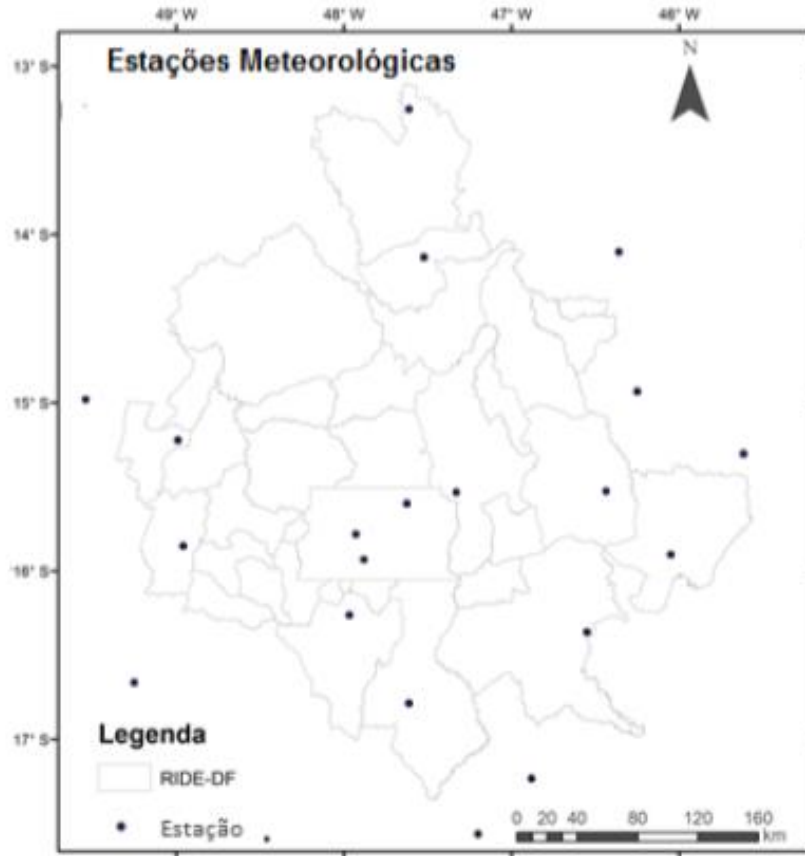 49° W 48° W 47° W 46° W
Estações Meteorológicas
N
13° S
14° S
15° S
16° S
17° S
Legenda
RIDE-DF
Estação
0 20 40 80 120 160
km